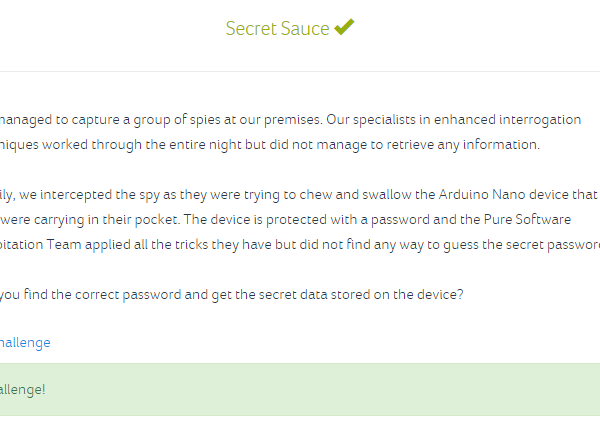 Secret Sauce
managed to capture a group of spies at our premises. Our specialists in enhanced interrogation
niques worked through the entire night but did not manage to retrieve any information.
ily, we intercepted the spy as they were trying to chew and swallow the Arduino Nano device that
were carrying in their pocket. The device is protected with a password and the Pure Software
oitation Team applied all the tricks they have but did not find any way to guess the secret passwor
you find the correct password and get the secret data stored on the device?
hallenge
allenge!